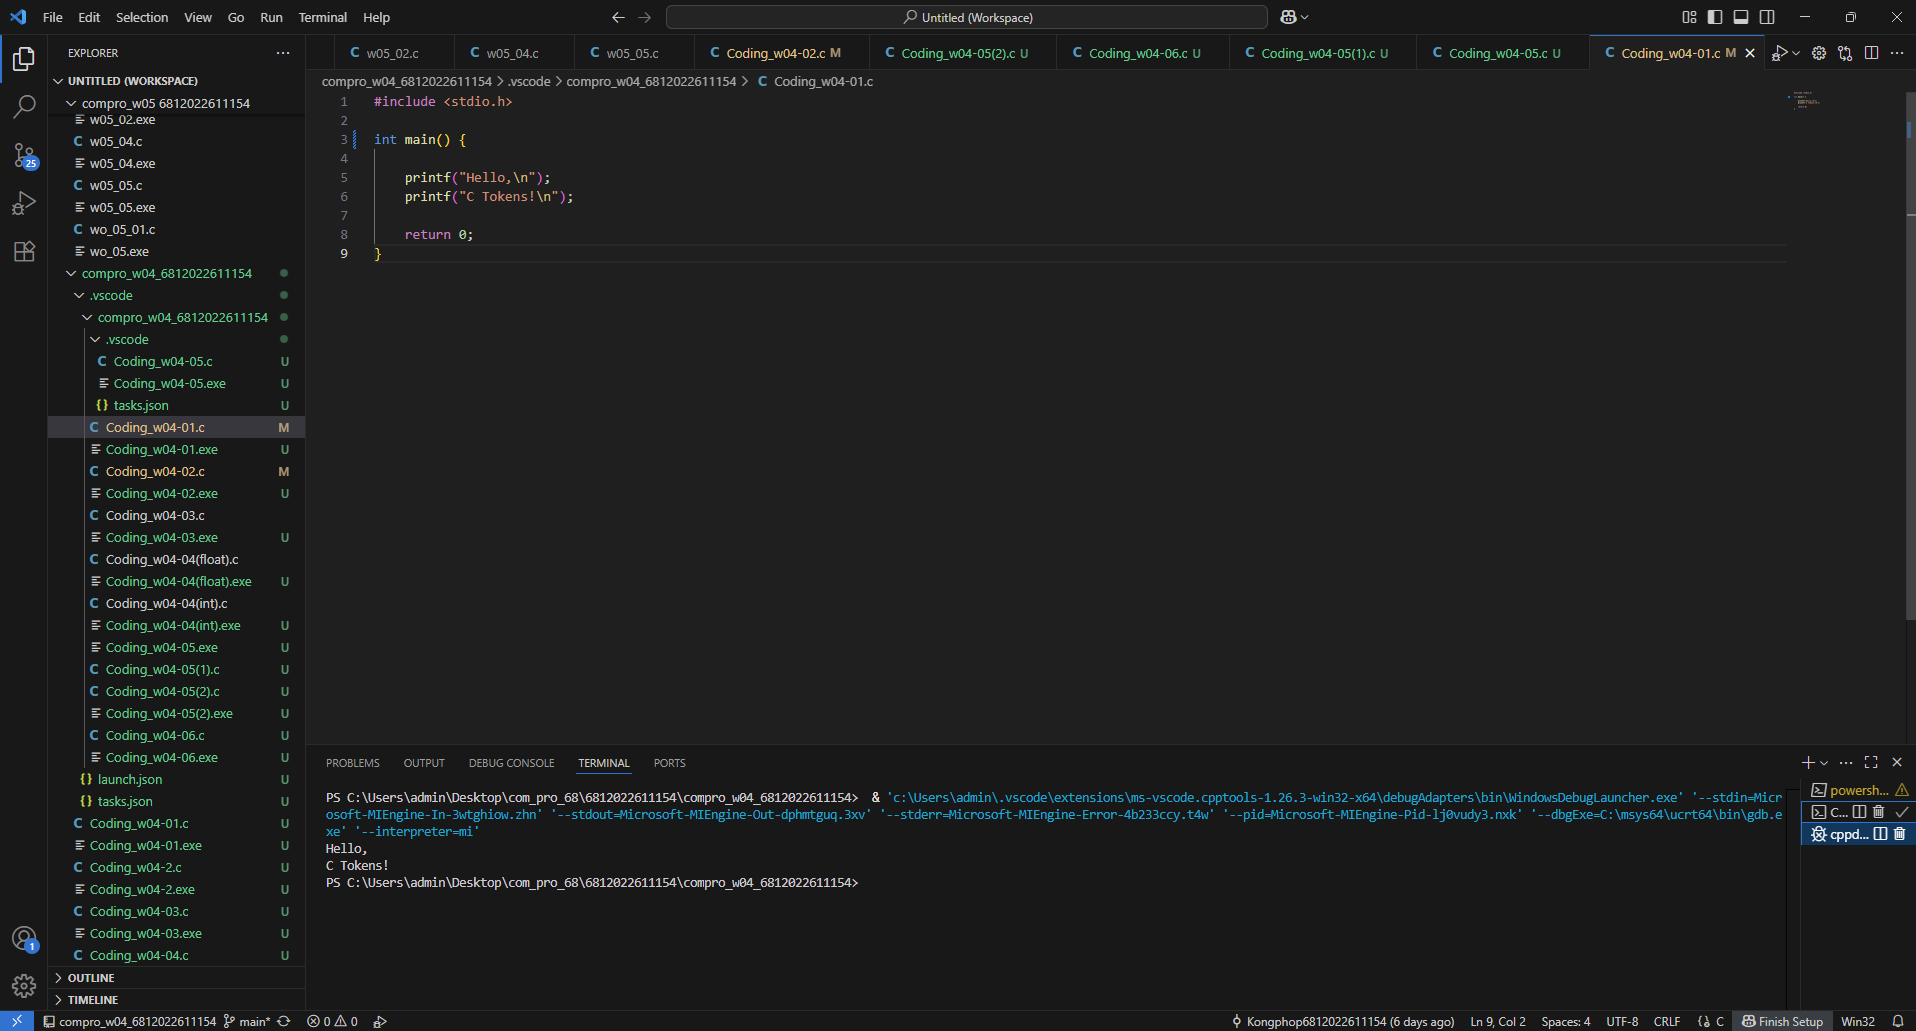 File Edit Selection View Go Run Terminal Help
Untitled (Workspace)
EXPLORER
UNTITLED (WORKSPACE)
compro_w05 6812022611154
w05_02.exe
w05_04.c
w05_04.exe
w05_05.c
w05_05.exe
wo_05_01.c
wo_05.exe
compro_w04_6812022611154
.vscode
compro_w04_6812022611154
.vscode
Coding_w04-05.c U
Coding_w04-05.exe U
{} tasks.json U
Coding_w04-01.c M
Coding_w04-01.exe U
Coding_w04-02.c M
Coding_w04-02.exe U
Coding_w04-03.c
Coding_w04-03.exe U
Coding_w04-04(float).c
Coding_w04-04(float).exe U
Coding_w04-04(int).c
Coding_w04-04(int).exe U
Coding_w04-05.exe U
Coding_w04-05(1).c U
Coding_w04-05(2).c U
Coding_w04-05(2).exe U
Coding_w04-06.c U
Coding_w04-06.exe U
{} launch.json U
{} tasks.json U
Coding_w04-01.c U
Coding_w04-01.exe U
Coding_w04-2.c U
Coding_w04-2.exe U
Coding_w04-03.c U
Coding_w04-03.exe U
Coding_w04-04.c U
OUTLINE
TIMELINE
25
1
C w05_02.c C w05_04.c C w05_05.c C Coding_w04-02.c M C Coding_w04-05(2).c U C Coding_w04-06.c U C Coding_w04-05(1).c U C Coding_w04-05.c U C Coding_w04-01.c M
compro_w04_6812022611154 > .vscode > compro_w04_6812022611154 > C Coding_w04-01.c
1 #include <stdio.h>
2
3 int main() {
4
5 printf("Hello,\n");
6 printf("C Tokens!\n");
7
8 return 0;
9 }
PROBLEMS OUTPUT DEBUG CONSOLE TERMINAL PORTS
PS C:\Users\admin\Desktop\com_pro_68\6812022611154\compro_w04_6812022611154> & 'c:\Users\admin\.vscode\extensions\ms-vscode.cpptools-1.26.3-win32-x64\debugAdapters\bin\WindowsDebugLauncher.exe' '--stdin=Micr
osoft-MIEngine-In-3wtghiow.zhn' '--stdout=Microsoft-MIEngine-Out-dphmtguq.3xv' '--stderr=Microsoft-MIEngine-Error-4b233ccy.t4w' '--pid=Microsoft-MIEngine-Pid-lj0vudy3.nxk' '--dbgExe=C:\msys64\ucrt64\bin\gdb.e
xe' '--interpreter=mi'
Hello,
C Tokens!
PS C:\Users\admin\Desktop\com_pro_68\6812022611154\compro_w04_6812022611154>
powersh...
C...
cppd...
compro_w04_6812022611154 main* 0 0 Kongphop6812022611154 (6 days ago) Ln 9, Col 2 Spaces: 4 UTF-8 CRLF {} C Finish Setup Win32